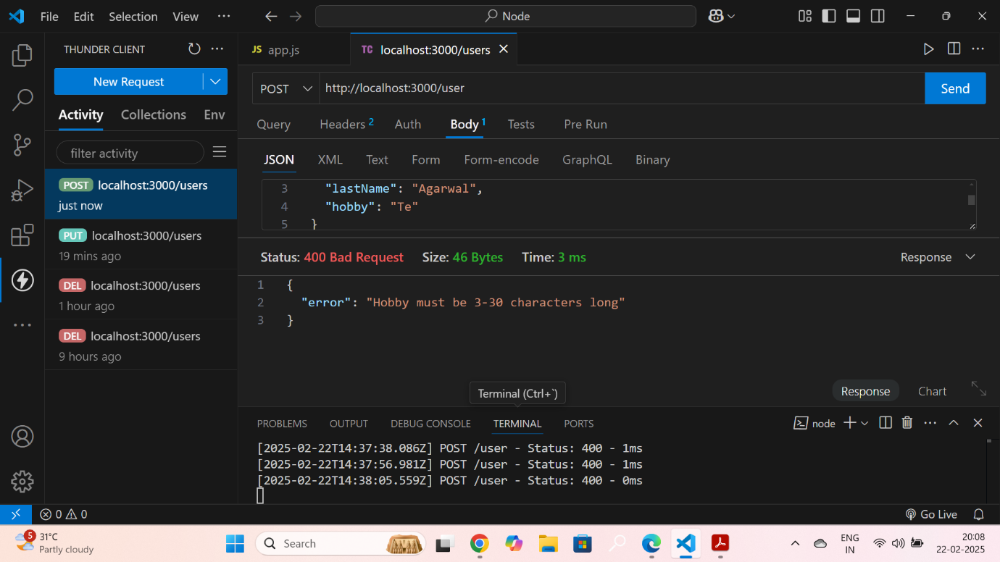 File Edit Selection View ··· Node
THUNDER CLIENT ···
New Request
Activity Collections Env
filter activity
POST localhost:3000/users
just now
PUT localhost:3000/users
19 mins ago
DEL localhost:3000/users
1 hour ago
DEL localhost:3000/users
9 hours ago
JS app.js TC localhost:3000/users
POST http://localhost:3000/user Send
Query Headers 2 Auth Body 1 Tests Pre Run
JSON XML Text Form Form-encode GraphQL Binary
3 "lastName": "Agarwal",
4 "hobby": "Te"
5 }
Status: 400 Bad Request Size: 46 Bytes Time: 3 ms Response
1 {
2 "error": "Hobby must be 3-30 characters long"
3 }
Response Chart
Terminal (Ctrl+`)
PROBLEMS OUTPUT DEBUG CONSOLE TERMINAL PORTS node
[2025-02-22T14:37:38.086Z] POST /user - Status: 400 - 1ms
[2025-02-22T14:37:56.981Z] POST /user - Status: 400 - 1ms
[2025-02-22T14:38:05.559Z] POST /user - Status: 400 - 0ms
0 0 Go Live
5 31°C
Partly cloudy
Search
ENG
IN
20:08
22-02-2025